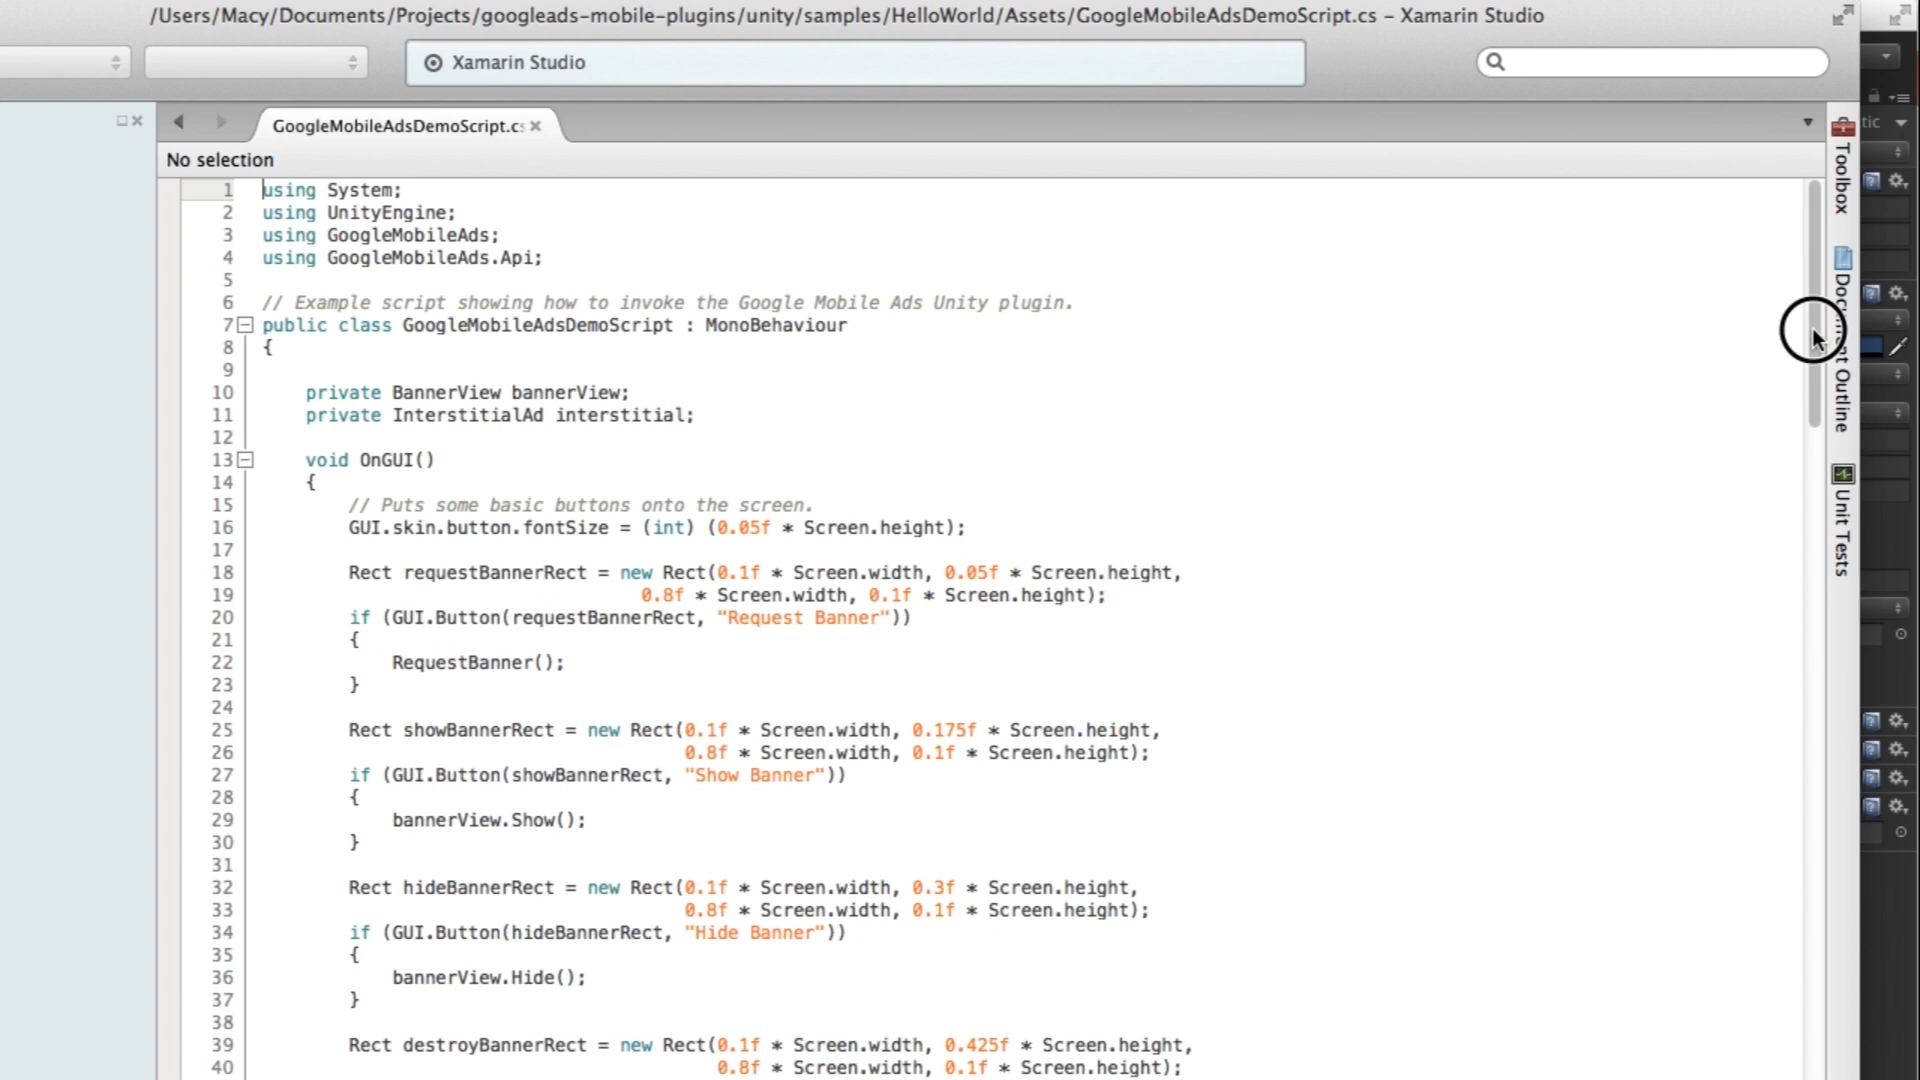 /Users/Macy/Documents/Projects/googleads-mobile-plugins/unity/samples/HelloWorld/Assets/GoogleMobileAdsDemoScript.cs – Xamarin Studio
Xamarin Studio
GoogleMobileAdsDemoScript.cs
No selection
1 using System;
2 using UnityEngine;
3 using GoogleMobileAds;
4 using GoogleMobileAds.Api;
5
6 // Example script showing how to invoke the Google Mobile Ads Unity plugin.
7 public class GoogleMobileAdsDemoScript : MonoBehaviour
8 {
9
10 private BannerView bannerView;
11 private InterstitialAd interstitial;
12
13 void OnGUI()
14 {
15 // Puts some basic buttons onto the screen.
16 GUI.skin.button.fontSize = (int) (0.05f * Screen.height);
17
18 Rect requestBannerRect = new Rect(0.1f * Screen.width, 0.05f * Screen.height,
19 0.8f * Screen.width, 0.1f * Screen.height);
20 if (GUI.Button(requestBannerRect, "Request Banner"))
21 {
22 RequestBanner();
23 }
24
25 Rect showBannerRect = new Rect(0.1f * Screen.width, 0.175f * Screen.height,
26 0.8f * Screen.width, 0.1f * Screen.height);
27 if (GUI.Button(showBannerRect, "Show Banner"))
28 {
29 bannerView.Show();
30 }
31
32 Rect hideBannerRect = new Rect(0.1f * Screen.width, 0.3f * Screen.height,
33 0.8f * Screen.width, 0.1f * Screen.height);
34 if (GUI.Button(hideBannerRect, "Hide Banner"))
35 {
36 bannerView.Hide();
37 }
38
39 Rect destroyBannerRect = new Rect(0.1f * Screen.width, 0.425f * Screen.height,
40 0.8f * Screen.width, 0.1f * Screen.height);
Toolbox
Document Outline
Unit Tests
tic